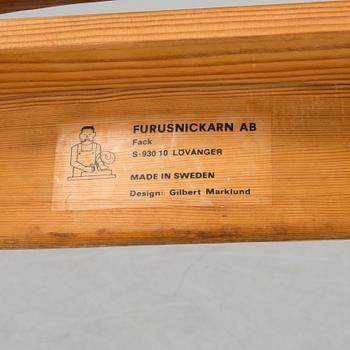 FURUSNICKARN AB
Fack
S-930 10 LÖVÅNGER
MADE IN SWEDEN
Design: Gilbert Marklund